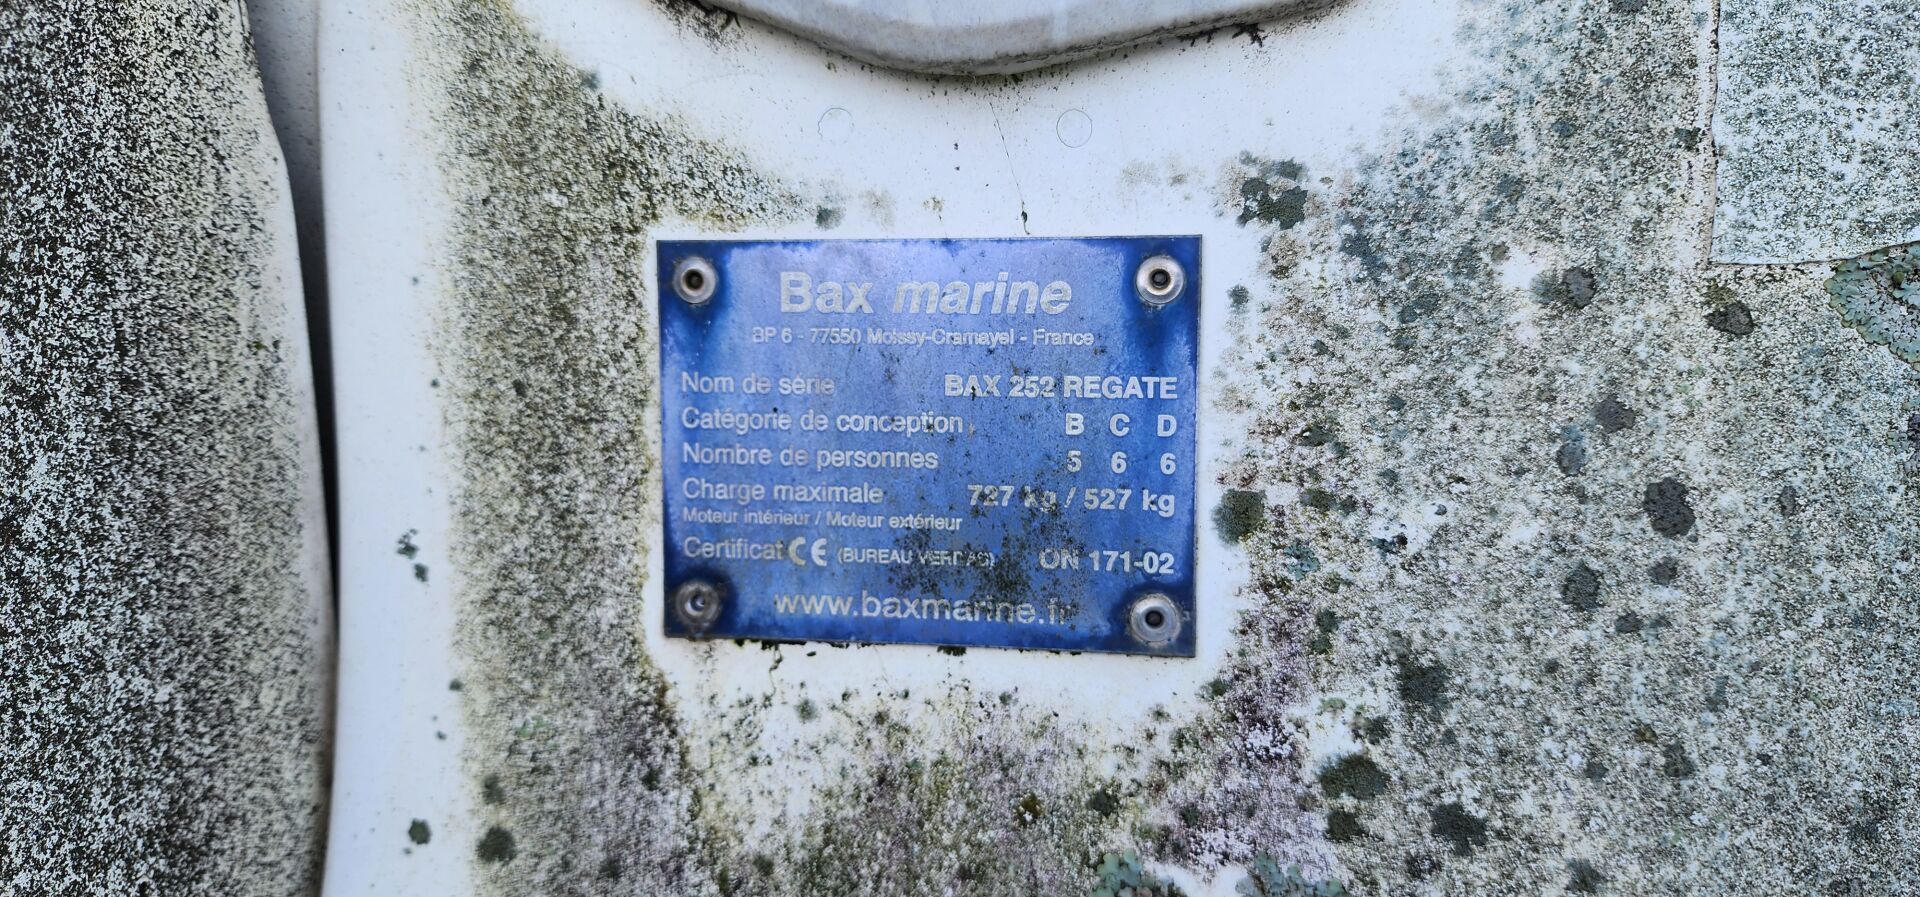 Bax marine
BP 6 - 77550 Moissy-Cramayel - France
Nom de série BAX 252 REGATE
Catégorie de conception B C D
Nombre de personnes 5 6 6
Charge maximale 727 kg / 527 kg
Moteur intérieur / Moteur extérieur
Certificat CE (BUREAU VERITAS) ON 171-02
www.baxmarine.fr